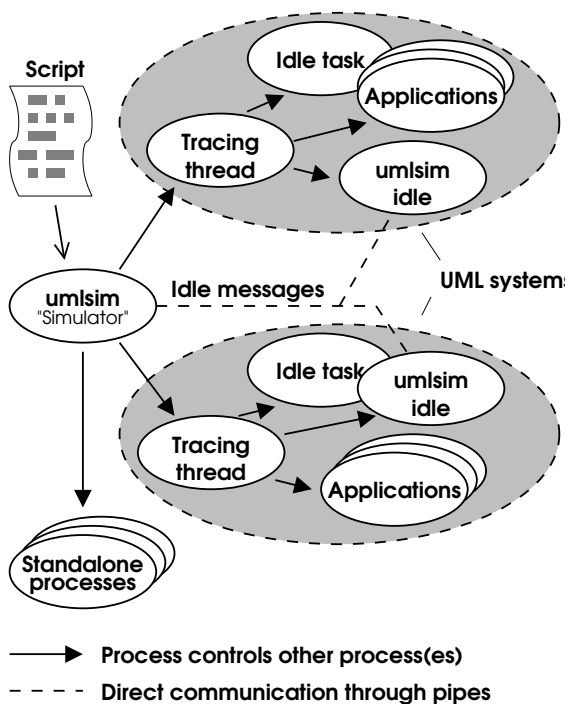 Script
Idle task
Applications
Tracing
thread
umlsim
idle
umlsim
"Simulator"
Idle messages
UML systems
Idle task
umlsim
idle
Tracing
thread
Applications
Standalone
processes
Process controls other process(es)
Direct communication through pipes